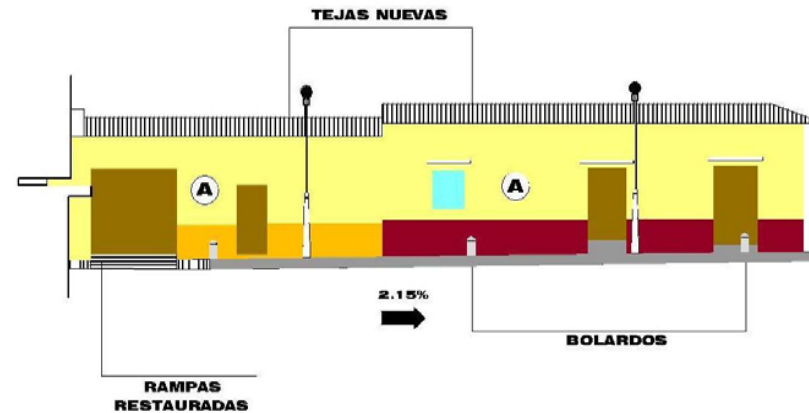 TEJAS NUEVAS
A
A
2.15%
BOLARDOS
RAMPAS
RESTAURADAS